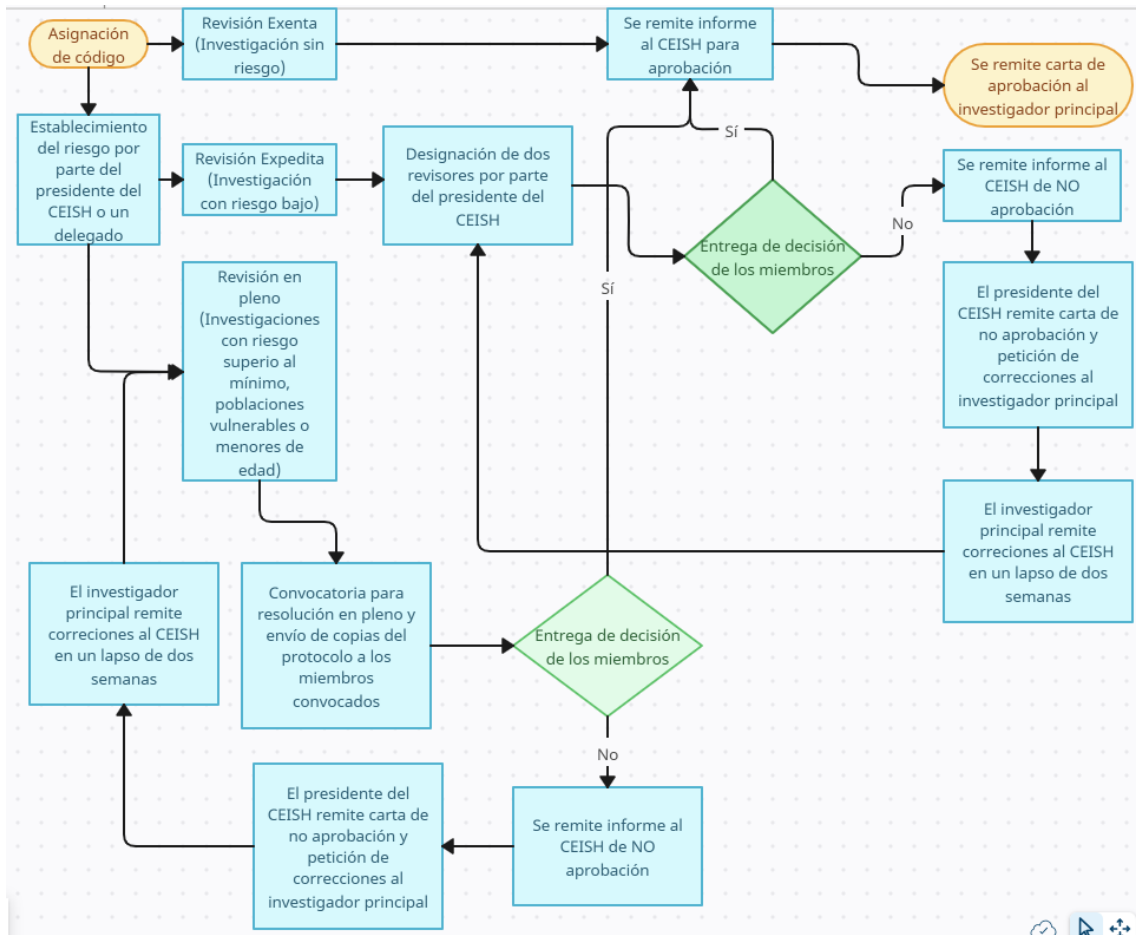 Asignación
de código
Revisión Exenta
(Investigación sin
riesgo)
Se remite informe
al CEISH para
aprobación
Se remite carta de
aprobación al
investigador principal
Establecimiento
del riesgo por
parte del
presidente del
CEISH o un
delegado
Revisión Expedita
(Investigación
con riesgo bajo)
Designación de dos
revisores por parte
del presidente del
CEISH
Sí
Entrega de decisión
de los miembros
No
Se remite informe al
CEISH de NO
aprobación
Sí
Revisión en
pleno
(Investigaciones
con riesgo
superio al
mínimo,
poblaciones
vulnerables o
menores de
edad)
El presidente del
CEISH remite carta de
no aprobación y
petición de
correcciones al
investigador principal
El investigador
principal remite
correciones al CEISH
en un lapso de dos
semanas
El investigador
principal remite
correciones al CEISH
en un lapso de dos
semanas
Convocatoria para
resolución en pleno y
envío de copias del
protocolo a los
miembros
convocados
Entrega de decisión
de los miembros
No
El presidente del
CEISH remite carta de
no aprobación y
petición de
correcciones al
investigador principal
Se remite informe al
CEISH de NO
aprobación